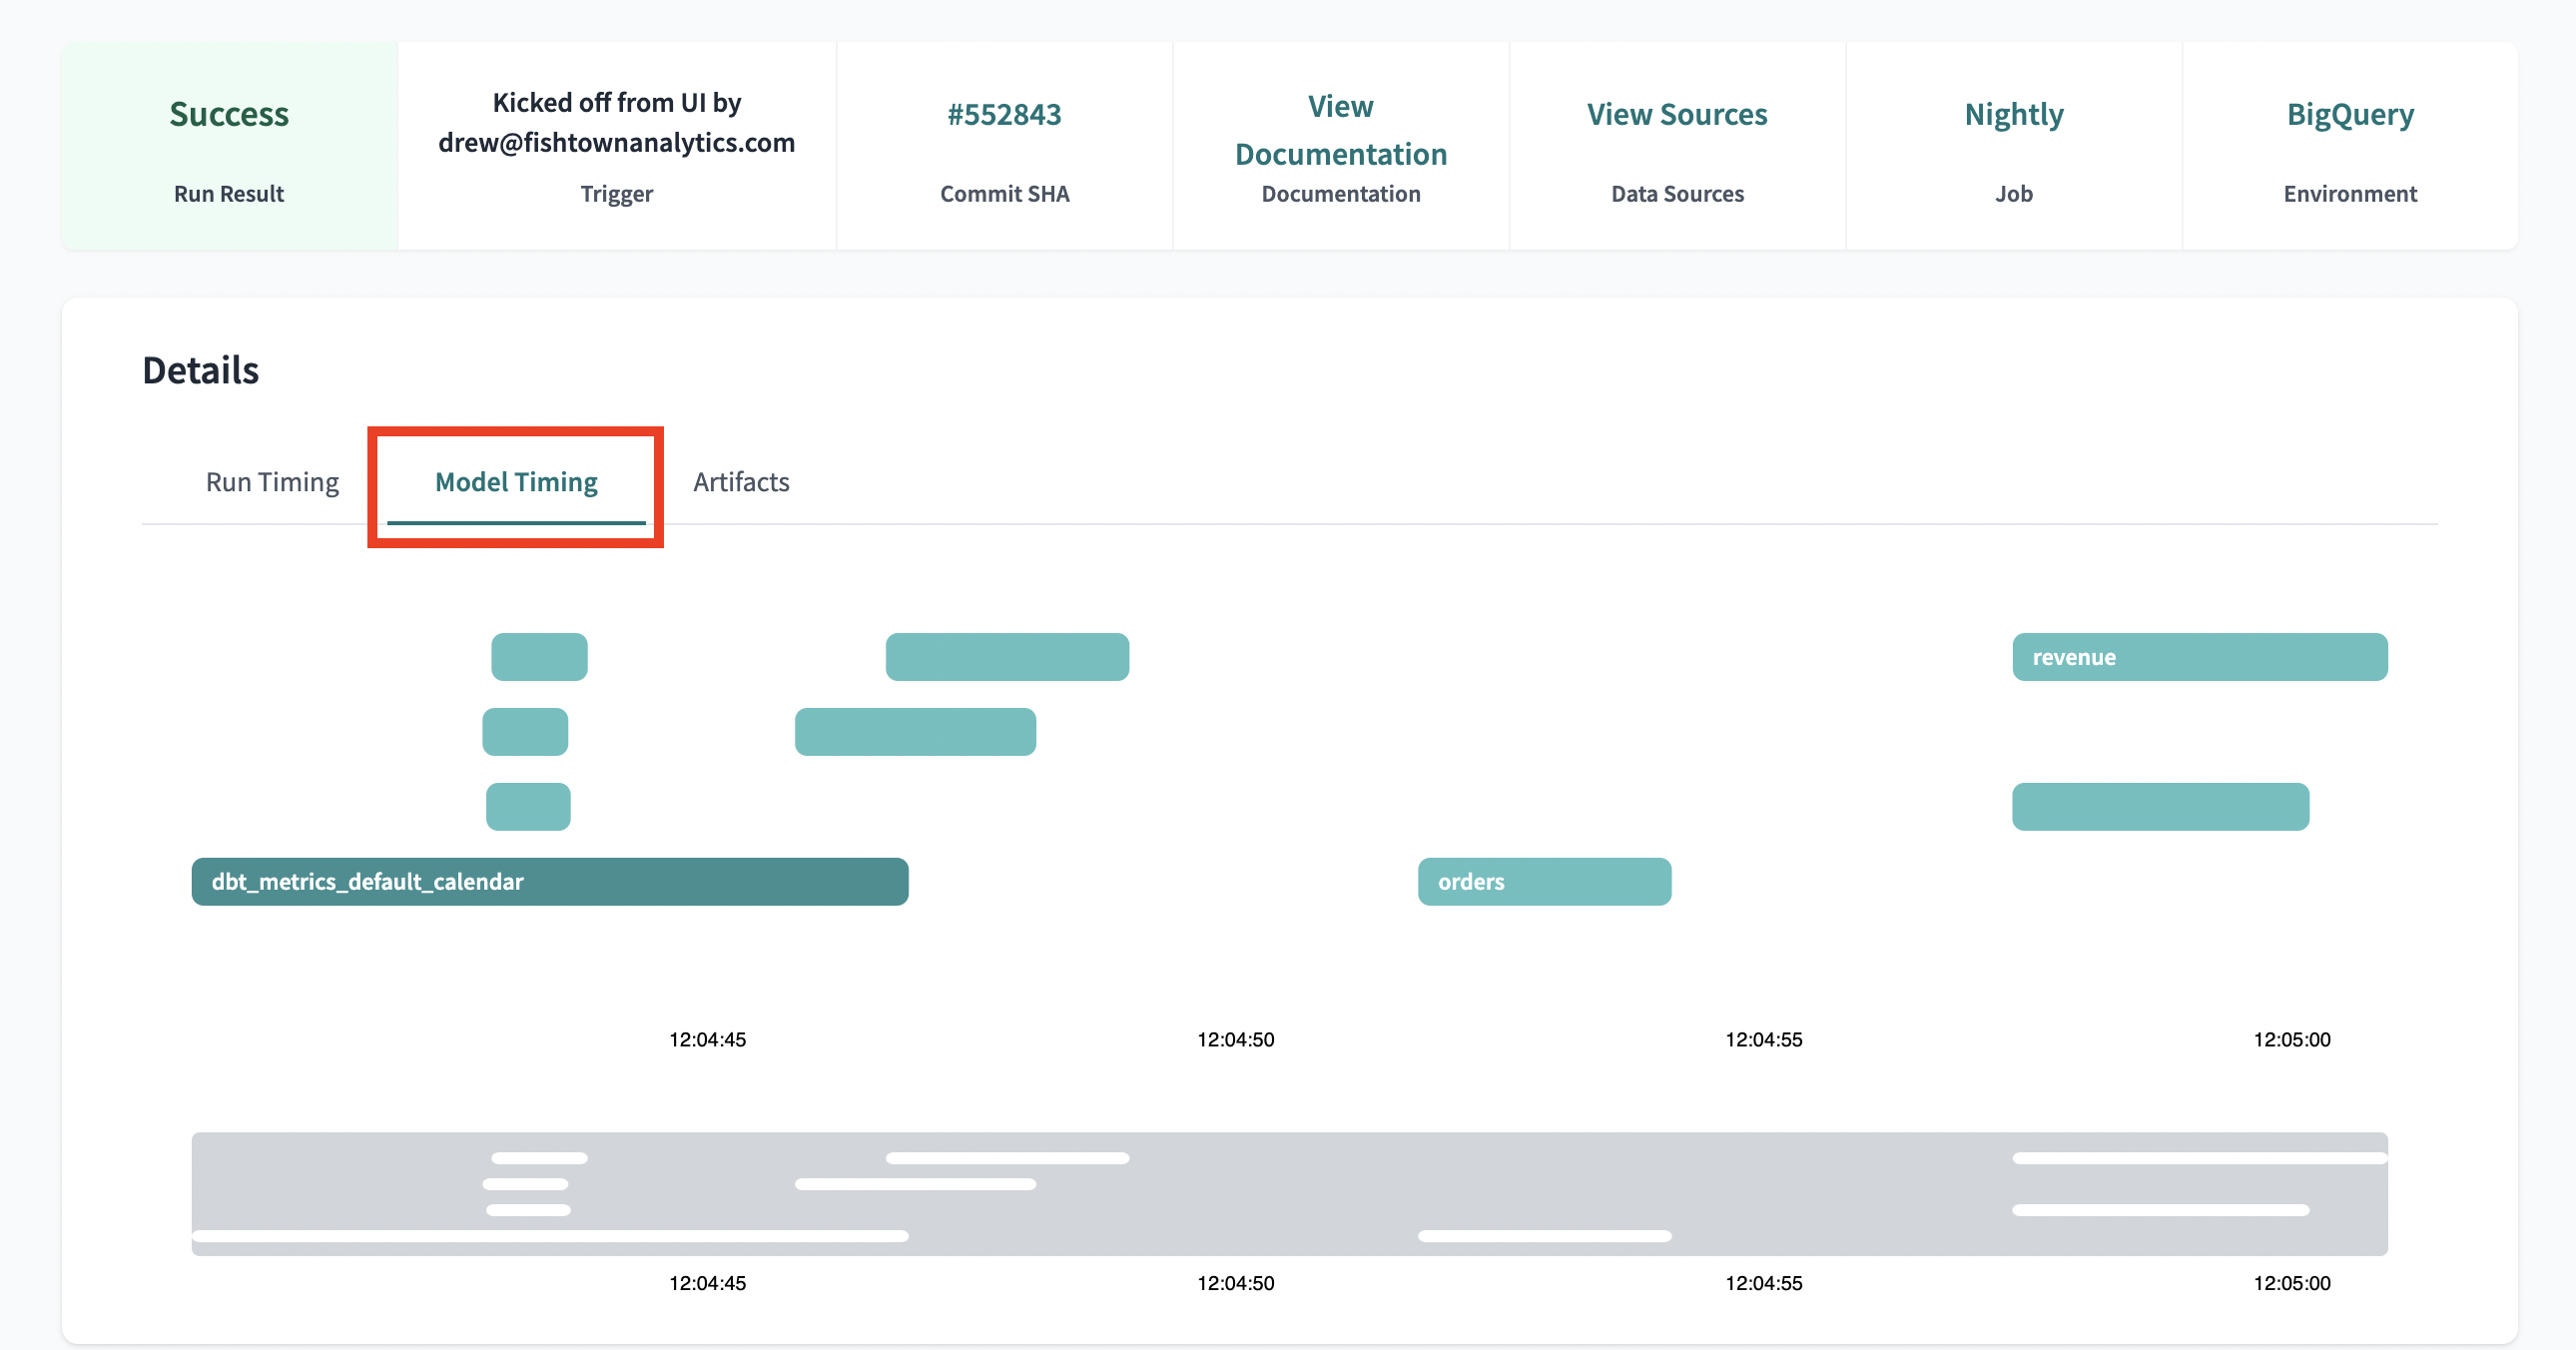 Success
Run Result
Kicked off from UI by
drew@fishtownanalytics.com
Trigger
#552843
Commit SHA
View
Documentation
Documentation
View Sources
Data Sources
Nightly
Job
BigQuery
Environment
Details
Run Timing
Model Timing
Artifacts
revenue
dbt_metrics_default_calendar
orders
12:04:45
12:04:50
12:04:55
12:05:00
12:04:45
12:04:50
12:04:55
12:05:00